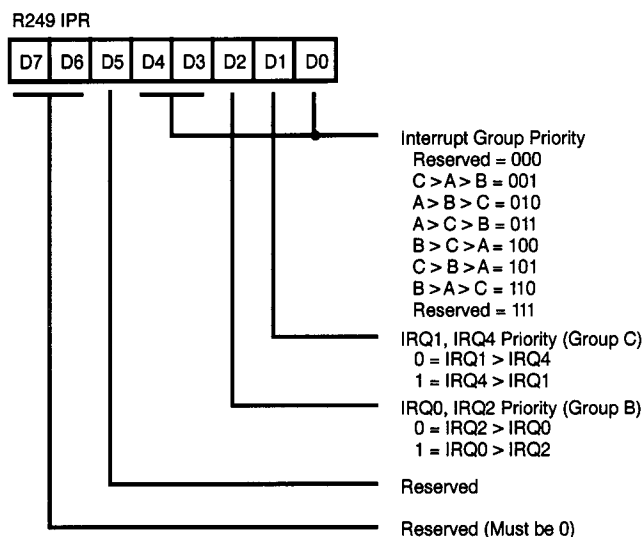 R249 IPR
D7 D6 D5 D4 D3 D2 D1 D0
Interrupt Group Priority
Reserved = 000
C > A > B = 001
A > B > C = 010
A > C > B = 011
B > C > A = 100
C > B > A = 101
B > A > C = 110
Reserved = 111
IRQ1, IRQ4 Priority (Group C)
0 = IRQ1 > IRQ4
1 = IRQ4 > IRQ1
IRQ0, IRQ2 Priority (Group B)
0 = IRQ2 > IRQ0
1 = IRQ0 > IRQ2
Reserved
Reserved (Must be 0)